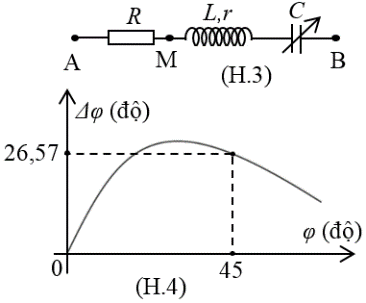 R L,r C
A M B
(H.3)
Δφ (độ)
26,57
φ (độ)
0 45
(H.4)